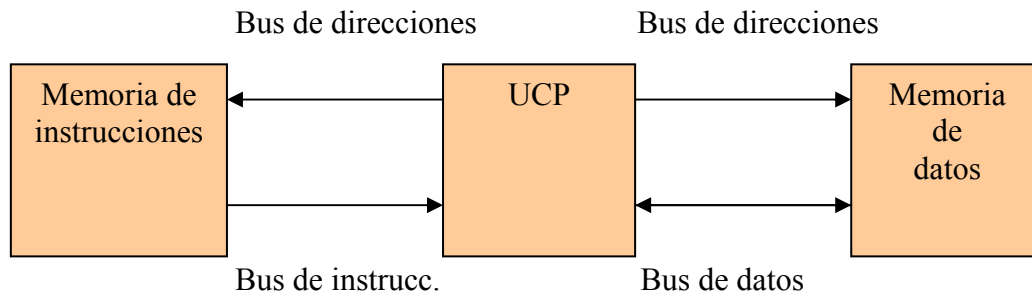 Bus de direcciones
Bus de direcciones
Memoria de
instrucciones
UCP
Memoria
de
datos
Bus de instrucc.
Bus de datos